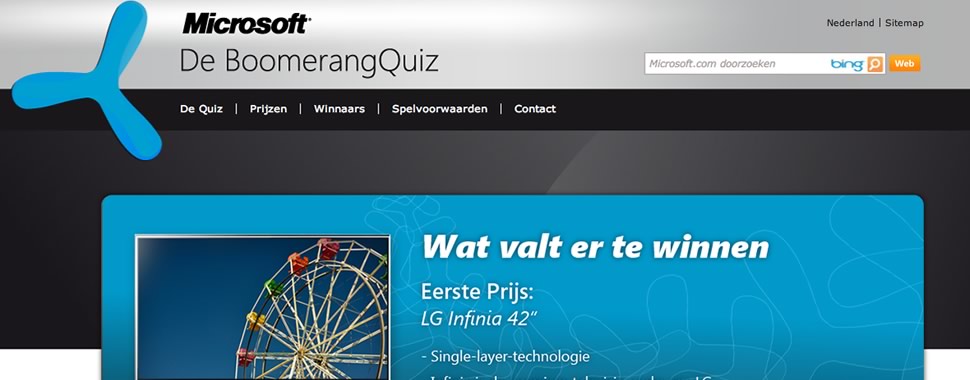 Microsoft®
De BoomerangQuiz
Nederland | Sitemap
Microsoft.com doorzoeken bing Web
De Quiz | Prijzen | Winnaars | Spelvoorwaarden | Contact
Wat valt er te winnen
Eerste Prijs:
LG Infinia 42“
- Single-layer-technologie